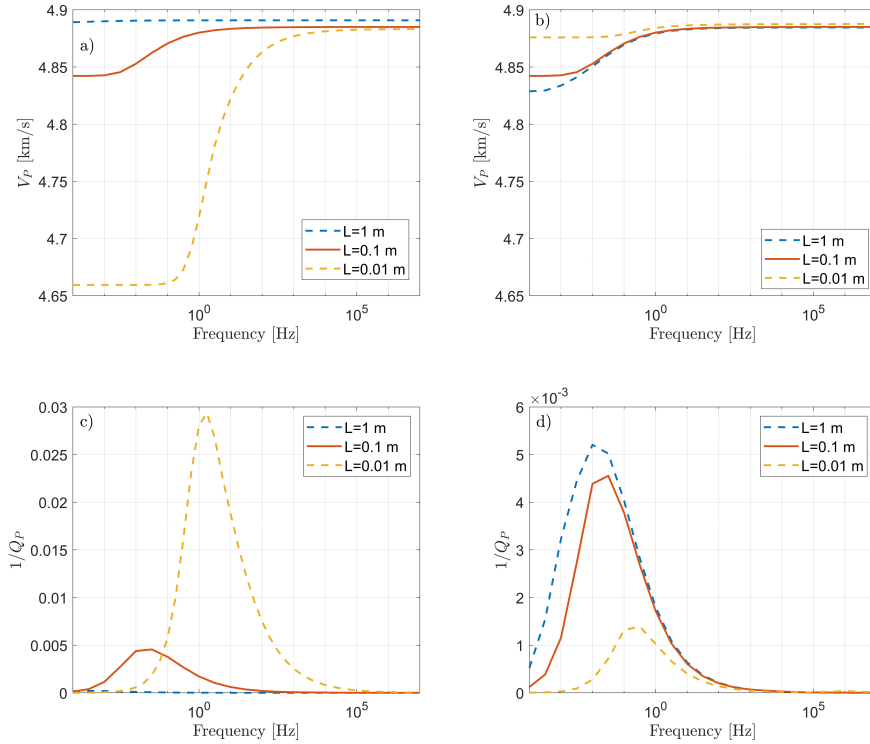 4.9
4.85
4.8
4.75
4.7
4.65
V_P [km/s]
a)
L=1 m
L=0.1 m
L=0.01 m
10^0
10^5
Frequency [Hz]
4.9
4.85
4.8
4.75
4.7
4.65
V_P [km/s]
b)
L=1 m
L=0.1 m
L=0.01 m
10^0
10^5
Frequency [Hz]
0.03
0.025
0.02
0.015
0.01
0.005
0
1/Q_P
c)
L=1 m
L=0.1 m
L=0.01 m
10^0
10^5
Frequency [Hz]
×10^-3
6
5
4
3
2
1
0
1/Q_P
d)
L=1 m
L=0.1 m
L=0.01 m
10^0
10^5
Frequency [Hz]